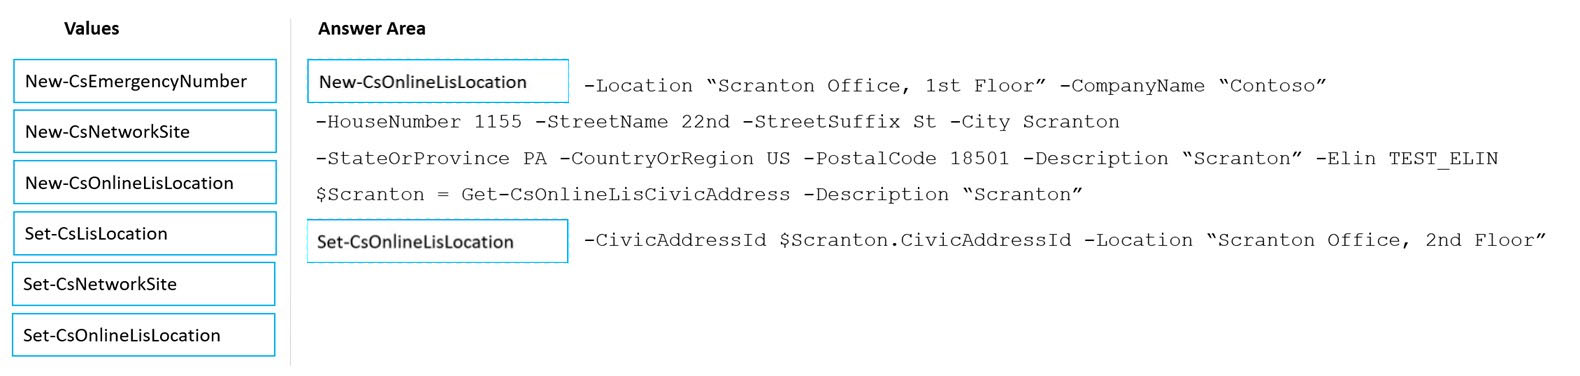 Values
New-CsEmergencyNumber
New-CsNetworkSite
New-CsOnlineLisLocation
Set-CsLisLocation
Set-CsNetworkSite
Set-CsOnlineLisLocation
Answer Area
New-CsOnlineLisLocation -Location “Scranton Office, 1st Floor” -CompanyName “Contoso”
-HouseNumber 1155 -StreetName 22nd -StreetSuffix St -City Scranton
-StateOrProvince PA -CountryOrRegion US -PostalCode 18501 -Description “Scranton” -Elin TEST_ELIN
$Scranton = Get-CsOnlineLisCivicAddress -Description “Scranton”
Set-CsOnlineLisLocation -CivicAddressId $Scranton.CivicAddressId -Location “Scranton Office, 2nd Floor”